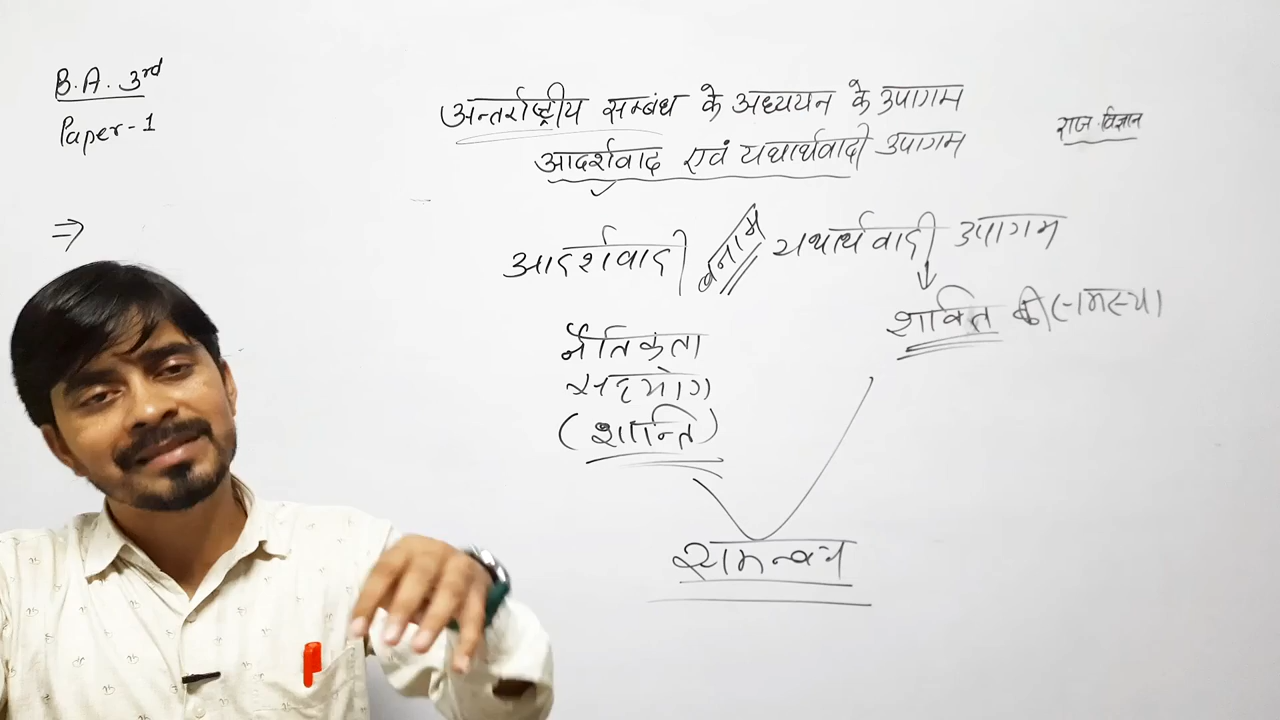 B.A. 3rd
Paper-1
अन्तर्राष्ट्रीय सम्बंध के अध्ययन के उपागम
आदर्शवाद एवं यथार्थवादी उपागम
राज. विज्ञान
⇒
आदर्शवादी बनाम यथार्थवादी उपागम
शक्ति की समस्या
नैतिकता
सहयोग
(शान्ति)
समन्वय